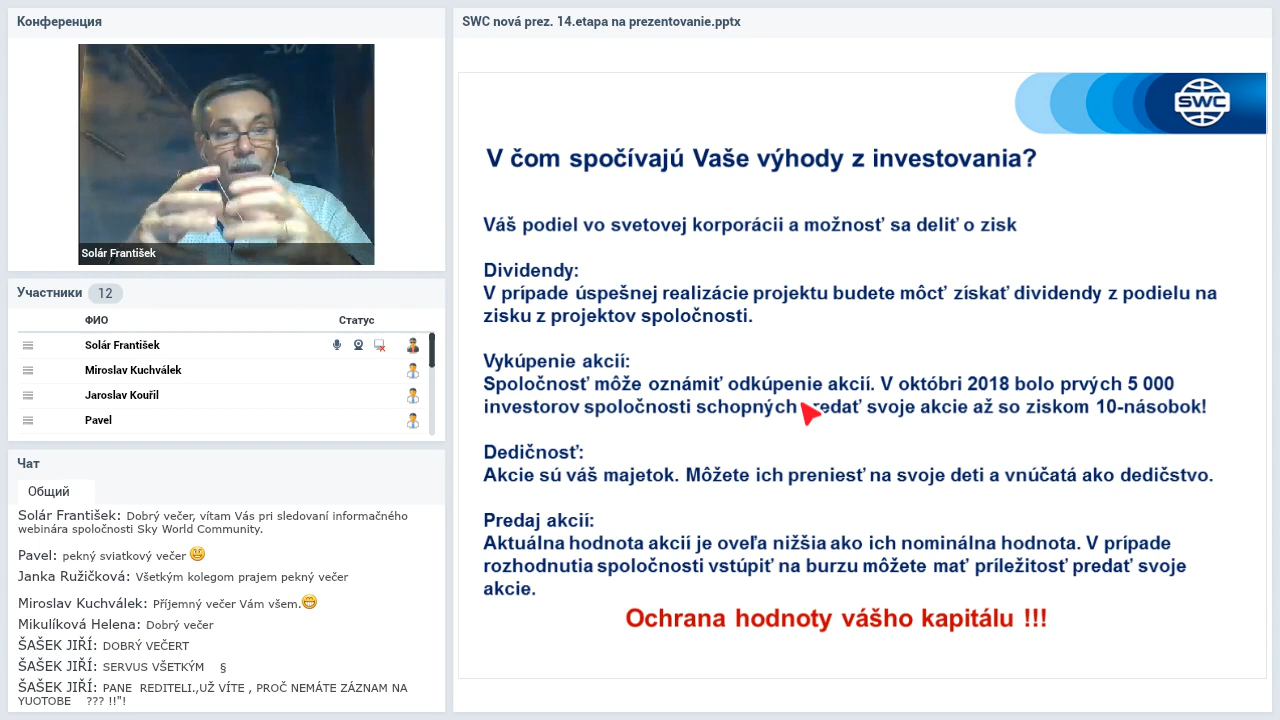 Конференция
Solár František
Участники 12
ФИО Статус
Solár František
Miroslav Kuchválek
Jaroslav Kouřil
Pavel
Чат
Общий
Solár František: Dobrý večer, vítam Vás pri sledovaní informačného
webinára spoločnosti Sky World Community.
Pavel: pekný sviatkový večer
Janka Ružičková: Všetkým kolegom prajem pekný večer
Miroslav Kuchválek: Příjemný večer Vám všem.
Mikulíková Helena: Dobrý večer
ŠAŠEK JIŘÍ: DOBRÝ VEČERT
ŠAŠEK JIŘÍ: SERVUS VŠETKÝM §
ŠAŠEK JIŘÍ: PANE REDITELI.,UŽ VÍTE , PROČ NEMÁTE ZÁZNAM NA
YUOTOBE ??? !!"!
SWC nová prez. 14.etapa na prezentovanie.pptx
SWC
V čom spočívajú Vaše výhody z investovania?
Váš podiel vo svetovej korporácii a možnosť sa deliť o zisk
Dividendy:
V prípade úspešnej realizácie projektu budete môcť získať dividendy z podielu na
zisku z projektov spoločnosti.
Vykúpenie akcií:
Spoločnosť môže oznámiť odkúpenie akcií. V októbri 2018 bolo prvých 5 000
investorov spoločnosti schopných redať svoje akcie až so ziskom 10-násobok!
Dedičnosť:
Akcie sú váš majetok. Môžete ich preniesť na svoje deti a vnúčatá ako dedičstvo.
Predaj akcií:
Aktuálna hodnota akcií je oveľa nižšia ako ich nominálna hodnota. V prípade
rozhodnutia spoločnosti vstúpiť na burzu môžete mať príležitosť predať svoje
akcie.
Ochrana hodnoty vášho kapitálu !!!